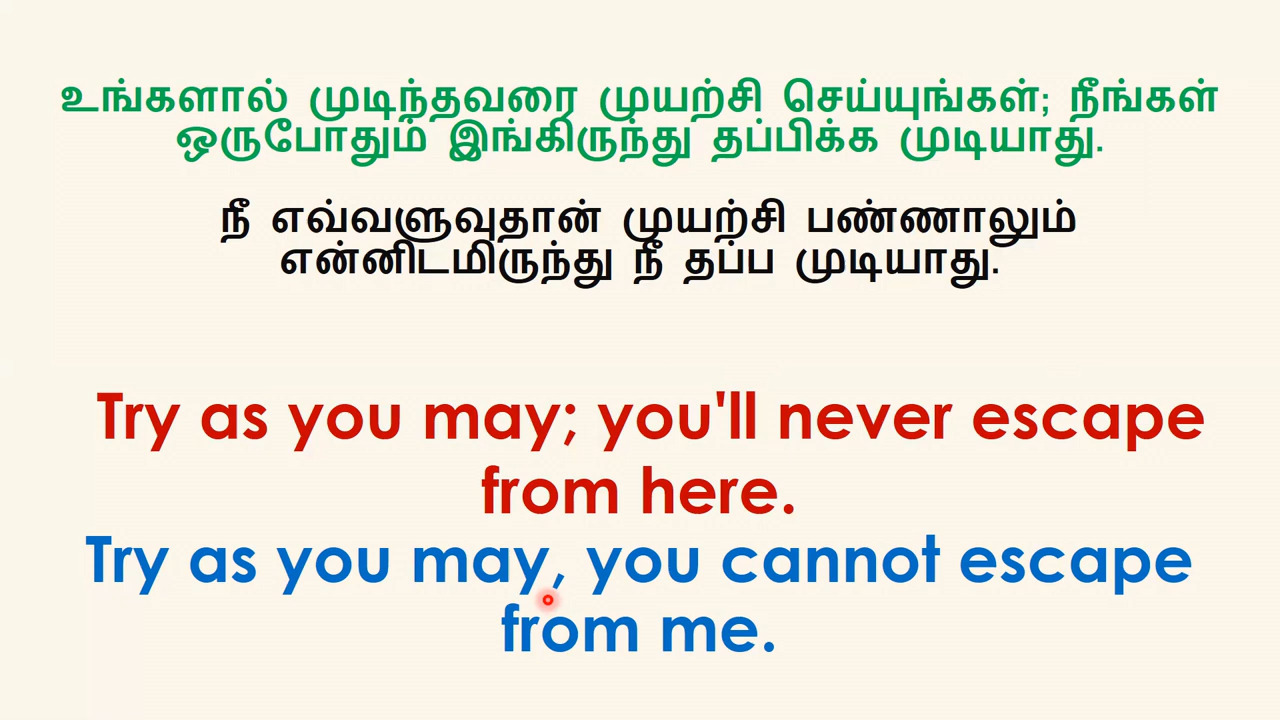 உங்களால் முடிந்தவரை முயற்சி செய்யுங்கள்; நீங்கள்
ஒருபோதும் இங்கிருந்து தப்பிக்க முடியாது.
நீ எவ்வளுவுதான் முயற்சி பண்ணாலும்
என்னிடமிருந்து நீ தப்ப முடியாது.
Try as you may; you'll never escape
from here.
Try as you may, you cannot escape
from me.